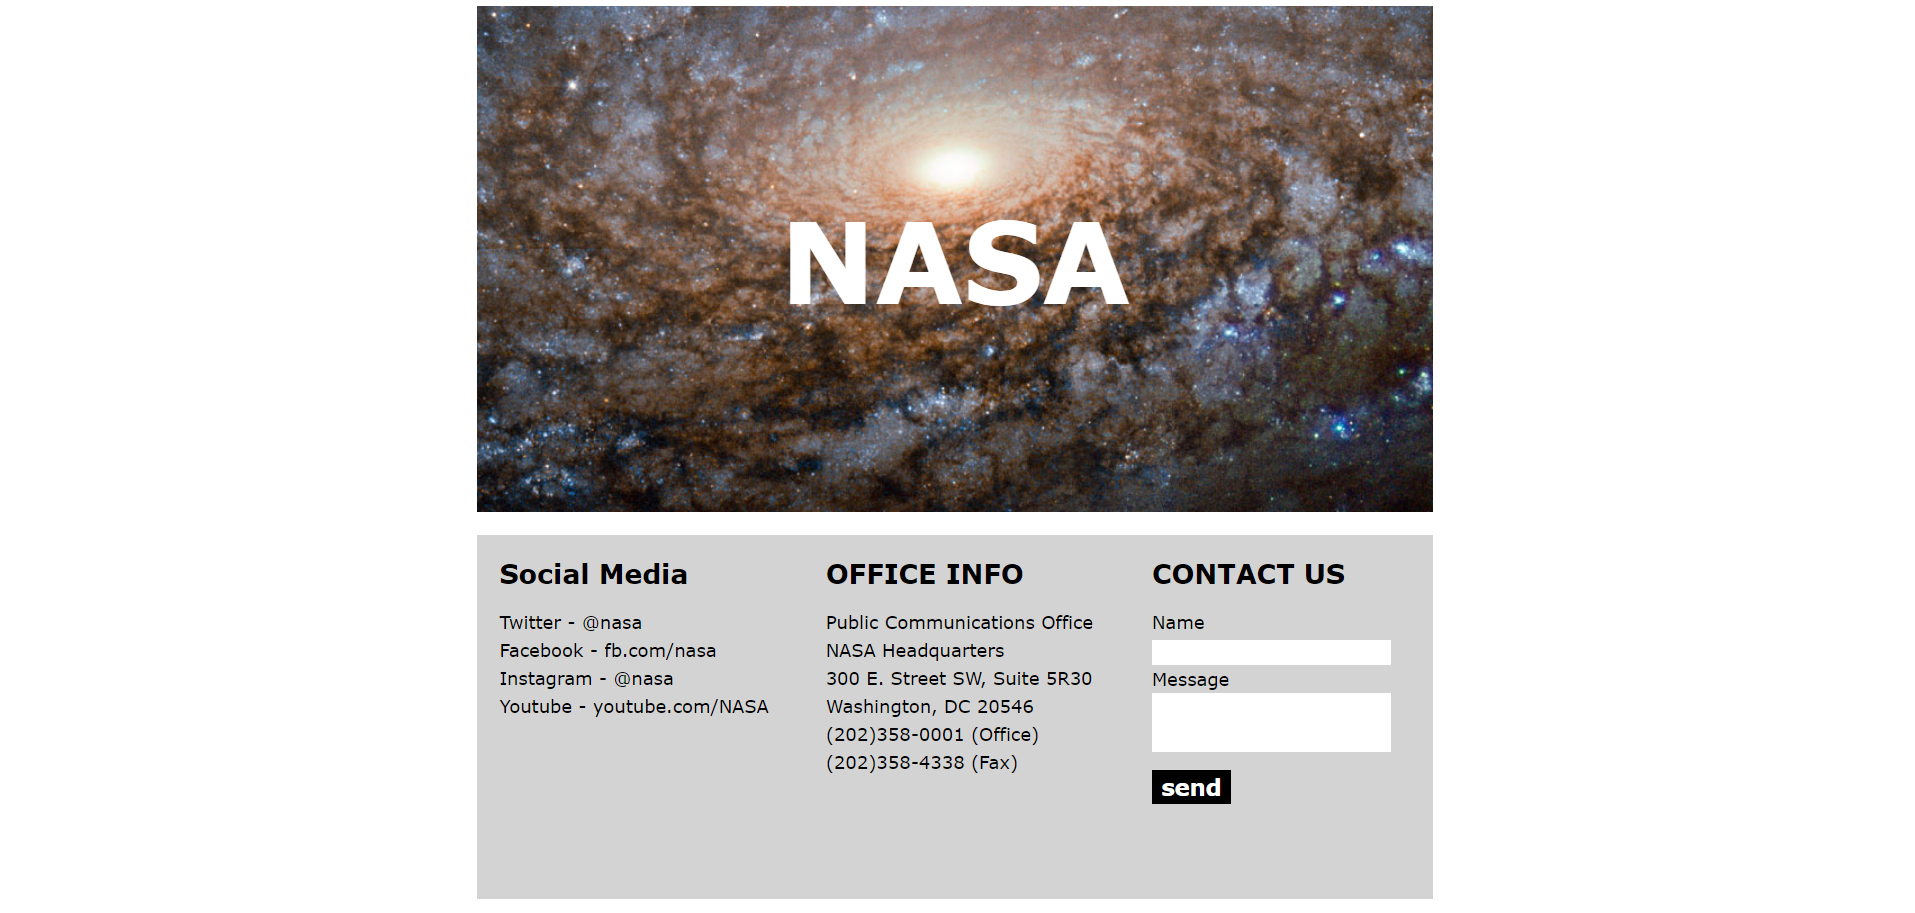 NASA
Social Media
Twitter - @nasa
Facebook - fb.com/nasa
Instagram - @nasa
Youtube - youtube.com/NASA
OFFICE INFO
Public Communications Office
NASA Headquarters
300 E. Street SW, Suite 5R30
Washington, DC 20546
(202)358-0001 (Office)
(202)358-4338 (Fax)
CONTACT US
Name
Message
send